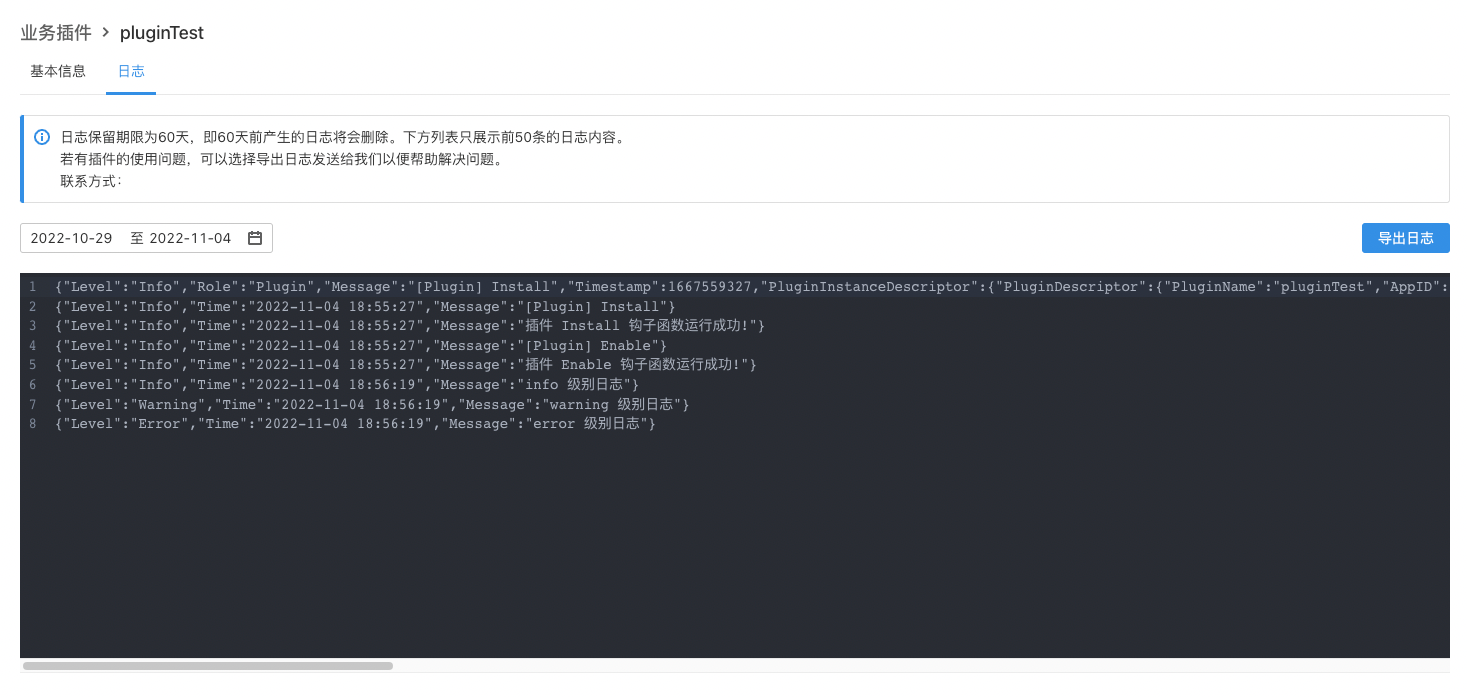 业务插件 > pluginTest
基本信息 日志
日志保留期限为60天，即60天前产生的日志将会删除。下方列表只展示前50条的日志内容。
若有插件的使用问题，可以选择导出日志发送给我们以便帮助解决问题。
联系方式：
2022-10-29 至 2022-11-04 导出日志
1 {"Level":"Info","Role":"Plugin","Message":"[Plugin] Install","Timestamp":1667559327,"PluginInstanceDescriptor":{"PluginDescriptor":{"PluginName":"pluginTest","AppID":
2 {"Level":"Info","Time":"2022-11-04 18:55:27","Message":"[Plugin] Install"}
3 {"Level":"Info","Time":"2022-11-04 18:55:27","Message":"插件 Install 钩子函数运行成功!"}
4 {"Level":"Info","Time":"2022-11-04 18:55:27","Message":"[Plugin] Enable"}
5 {"Level":"Info","Time":"2022-11-04 18:55:27","Message":"插件 Enable 钩子函数运行成功!"}
6 {"Level":"Info","Time":"2022-11-04 18:56:19","Message":"info 级别日志"}
7 {"Level":"Warning","Time":"2022-11-04 18:56:19","Message":"warning 级别日志"}
8 {"Level":"Error","Time":"2022-11-04 18:56:19","Message":"error 级别日志"}